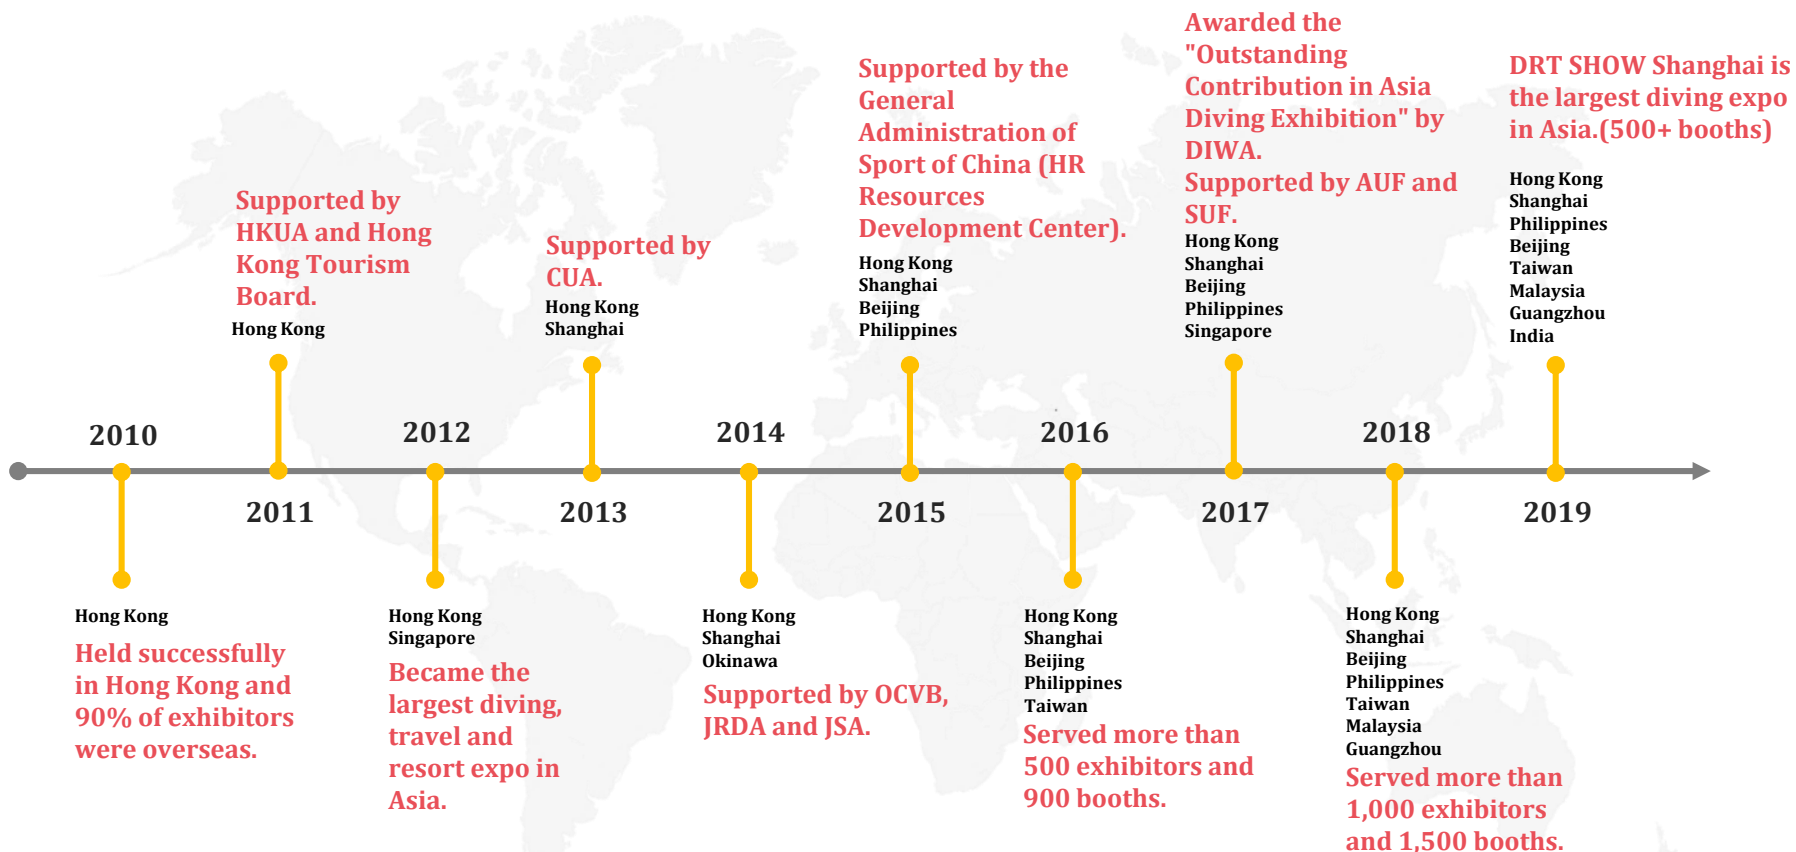 2010
Hong Kong
Held successfully
in Hong Kong and
90% of exhibitors
were overseas.
Supported by
HKUA and Hong
Kong Tourism
Board.
Hong Kong
2011
2012
Hong Kong
Singapore
Became the
largest diving,
travel and
resort expo in
Asia.
Supported by
CUA.
Hong Kong
Shanghai
2013
2014
Hong Kong
Shanghai
Okinawa
Supported by OCVB,
JRDA and JSA.
Supported by the
General
Administration of
Sport of China (HR
Resources
Development Center).
Hong Kong
Shanghai
Beijing
Philippines
2015
2016
Hong Kong
Shanghai
Beijing
Philippines
Taiwan
Served more than
500 exhibitors and
900 booths.
Awarded the
"Outstanding
Contribution in Asia
Diving Exhibition" by
DIWA.
Supported by AUF and
SUF.
Hong Kong
Shanghai
Beijing
Philippines
Singapore
2017
2018
Hong Kong
Shanghai
Beijing
Philippines
Taiwan
Malaysia
Guangzhou
Served more than
1,000 exhibitors
and 1,500 booths.
DRT SHOW Shanghai is
the largest diving expo
in Asia.(500+ booths)
Hong Kong
Shanghai
Philippines
Beijing
Taiwan
Malaysia
Guangzhou
India
2019